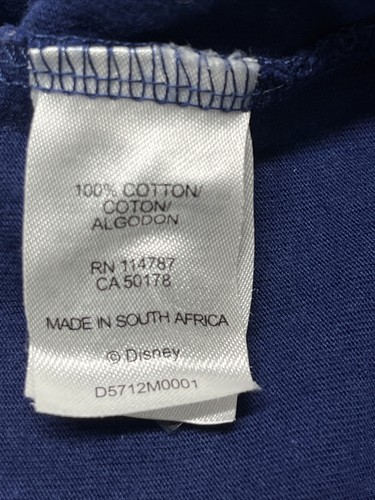 100% COTTON/
COTON/
ALGODON
RN 114787
CA 50178
MADE IN SOUTH AFRICA
© Disney
D5712M0001